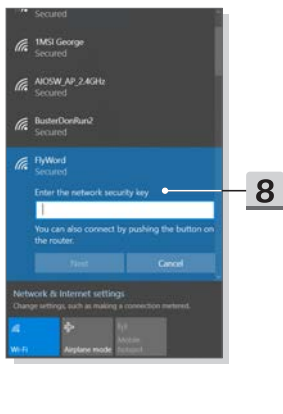 Secured
1MSI George
Secured
AIOSW_AP_2.4GHz
Secured
BusterDonRun2
Secured
FlyWord
Secured
Enter the network security key
8
You can also connect by pushing the button on
the router.
Next
Cancel
Network & Internet settings
Change settings, such as making a connection metered.
Wi-Fi
Airplane mode
Mobile
hotspot